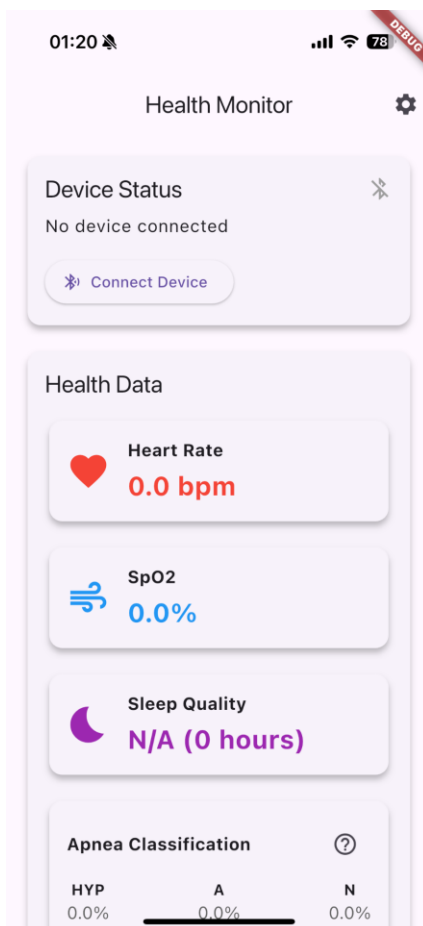 01:20
78
DEBUG
Health Monitor
Device Status
No device connected
Connect Device
Health Data
Heart Rate
0.0 bpm
SpO2
0.0%
Sleep Quality
N/A (0 hours)
Apnea Classification
?
HYP A N
0.0% 0.0% 0.0%